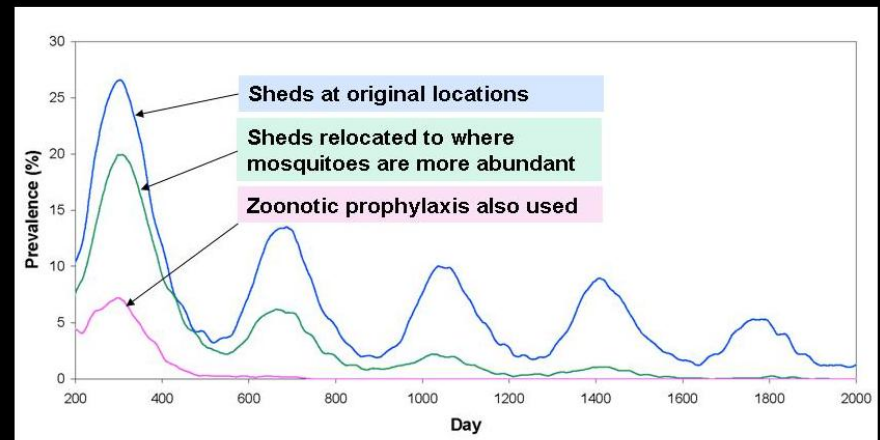 30
25
20
15
10
5
0
Prevalence (%)
Sheds at original locations
Sheds relocated to where
mosquitoes are more abundant
Zoonotic prophylaxis also used
200 400 600 800 1000 1200 1400 1600 1800 2000
Day